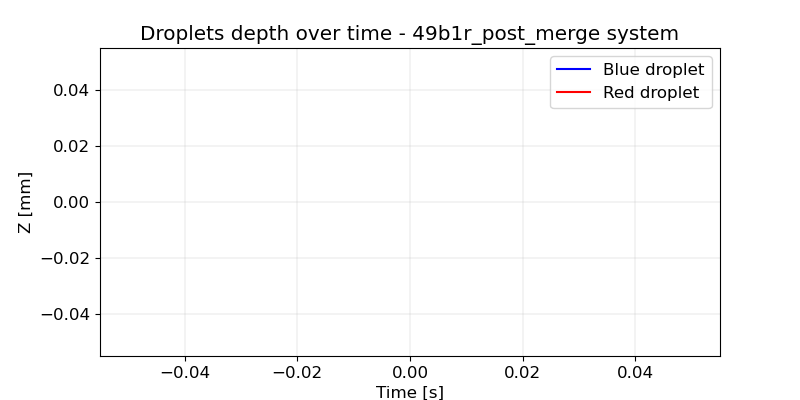 Droplets depth over time - 49b1r_post_merge system
Blue droplet
Red droplet
0.04
0.02
0.00
−0.02
−0.04
Z [mm]
−0.04 −0.02 0.00 0.02 0.04
Time [s]